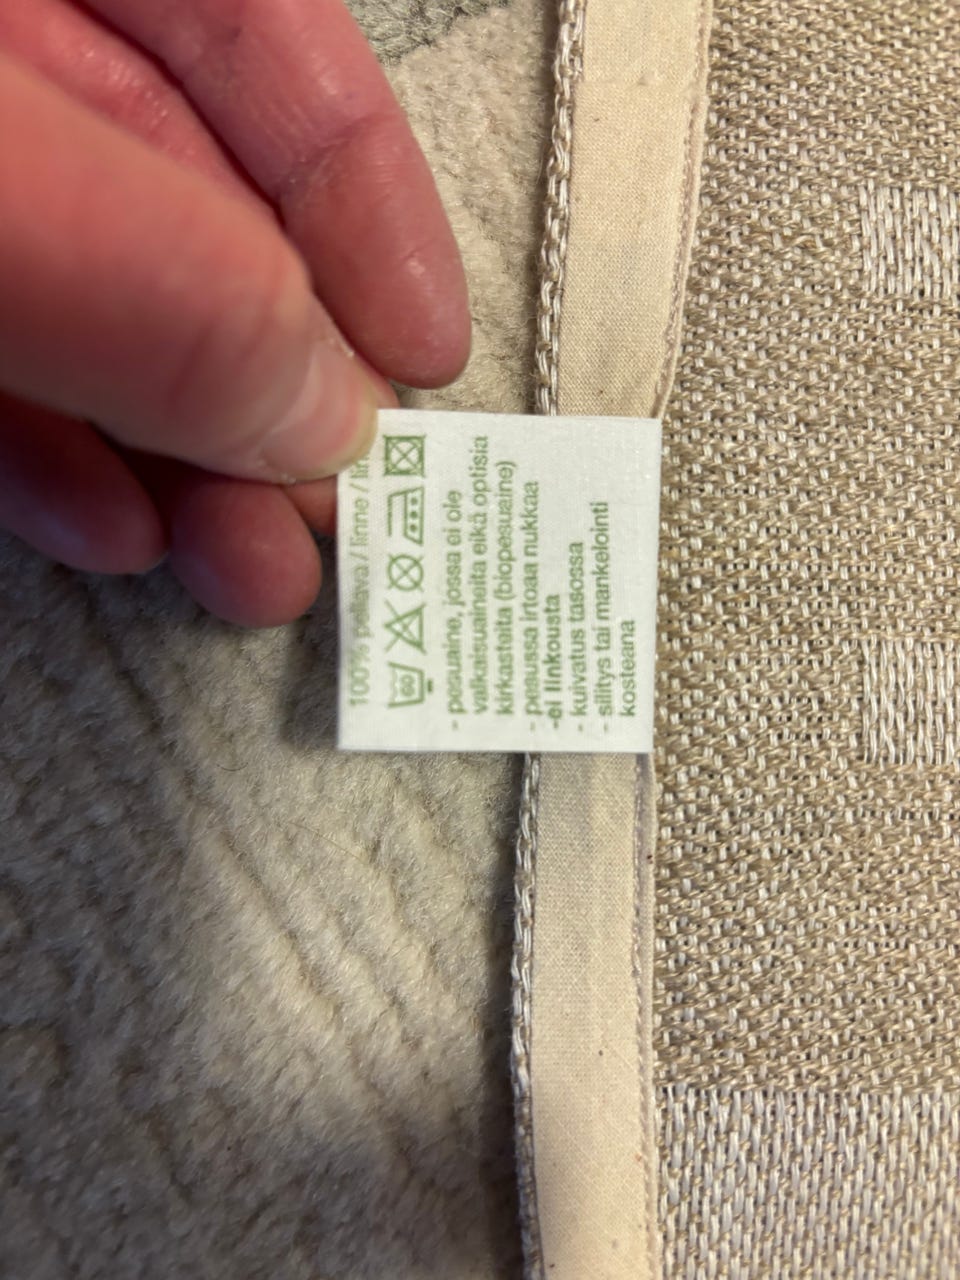 100% pellava / linne / lin
- pesuaine, jossa ei ole
valkaisuaineita eikä optisia
kirkasteita (biopesuaine)
- pesussa irtoaa nukkaa
-ei linkousta
- kuivatus tasossa
- silitys tai mankelointi
kosteana